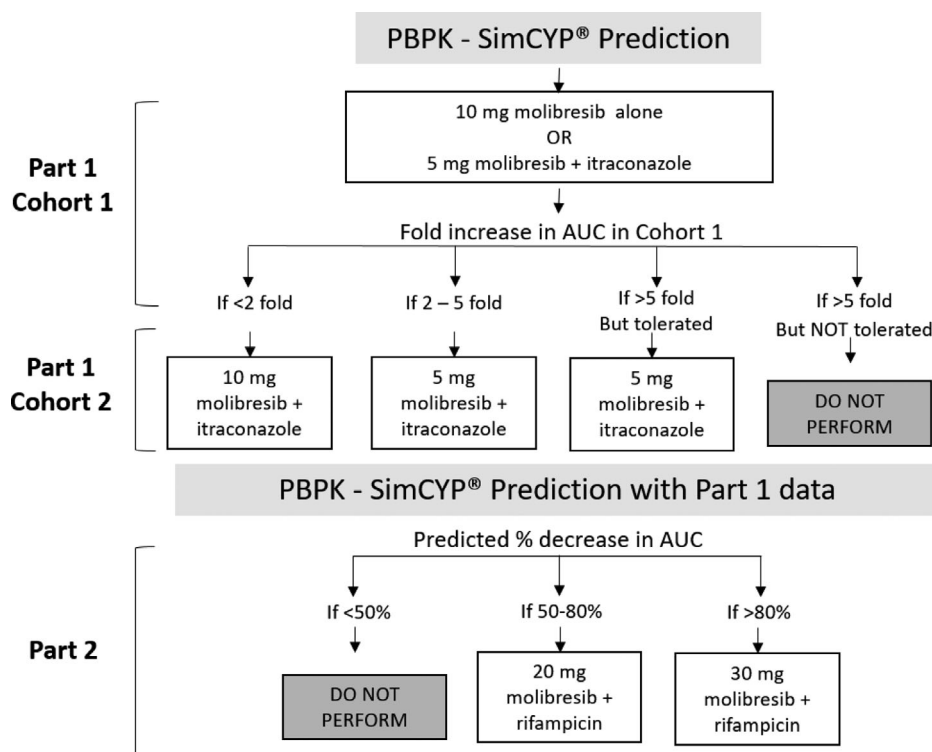 PBPK - SimCYP® Prediction
Part 1
Cohort 1
10 mg molibresib alone
OR
5 mg molibresib + itraconazole
Fold increase in AUC in Cohort 1
If <2 fold
If 2 – 5 fold
If >5 fold
But tolerated
If >5 fold
But NOT tolerated
Part 1
Cohort 2
10 mg
molibresib +
itraconazole
5 mg
molibresib +
itraconazole
5 mg
molibresib +
itraconazole
DO NOT
PERFORM
PBPK - SimCYP® Prediction with Part 1 data
Part 2
Predicted % decrease in AUC
If <50%
If 50-80%
If >80%
DO NOT
PERFORM
20 mg
molibresib +
rifampicin
30 mg
molibresib +
rifampicin